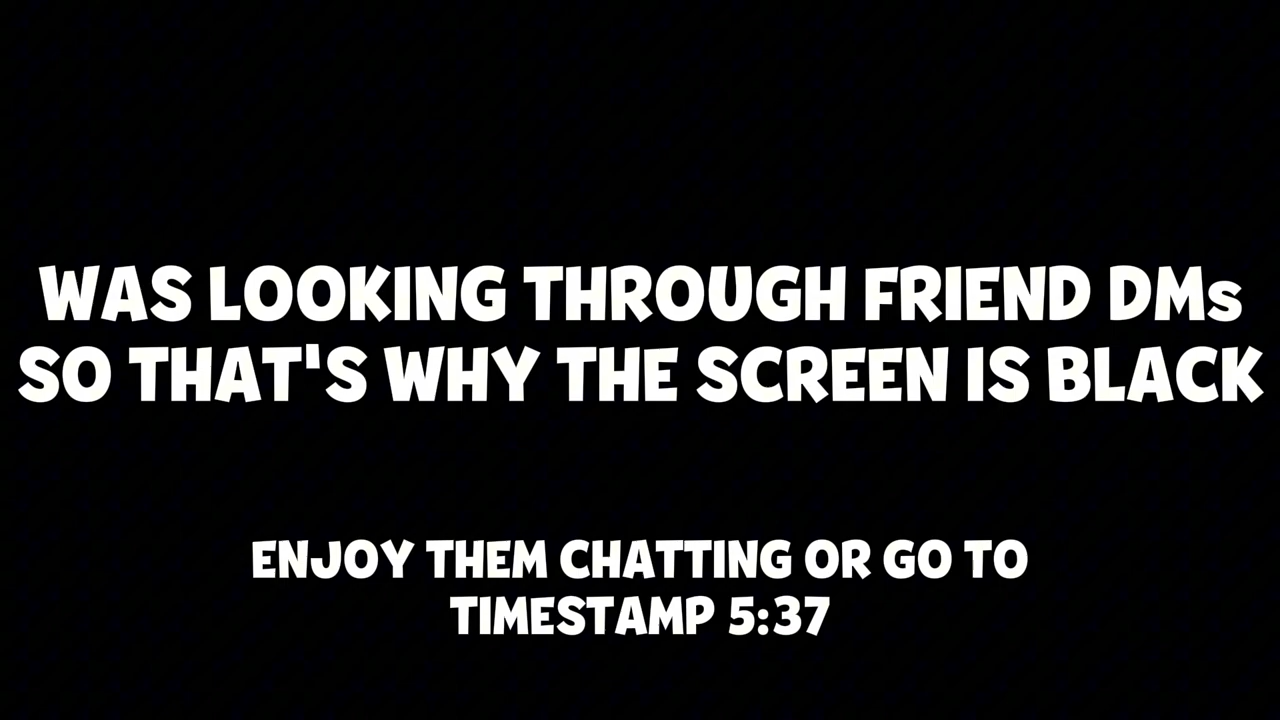 WAS LOOKING THROUGH FRIEND DMs
SO THAT'S WHY THE SCREEN IS BLACK
ENJOY THEM CHATTING OR GO TO
TIMESTAMP 5:37